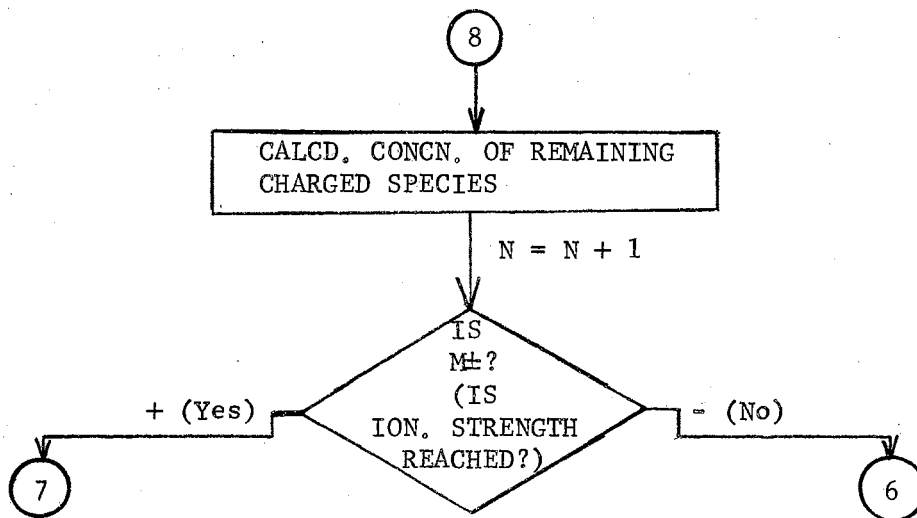 8
CALCD. CONCN. OF REMAINING
CHARGED SPECIES
N = N + 1
IS
M±?
(IS
ION. STRENGTH
REACHED?)
+ (Yes)
- (No)
7
6